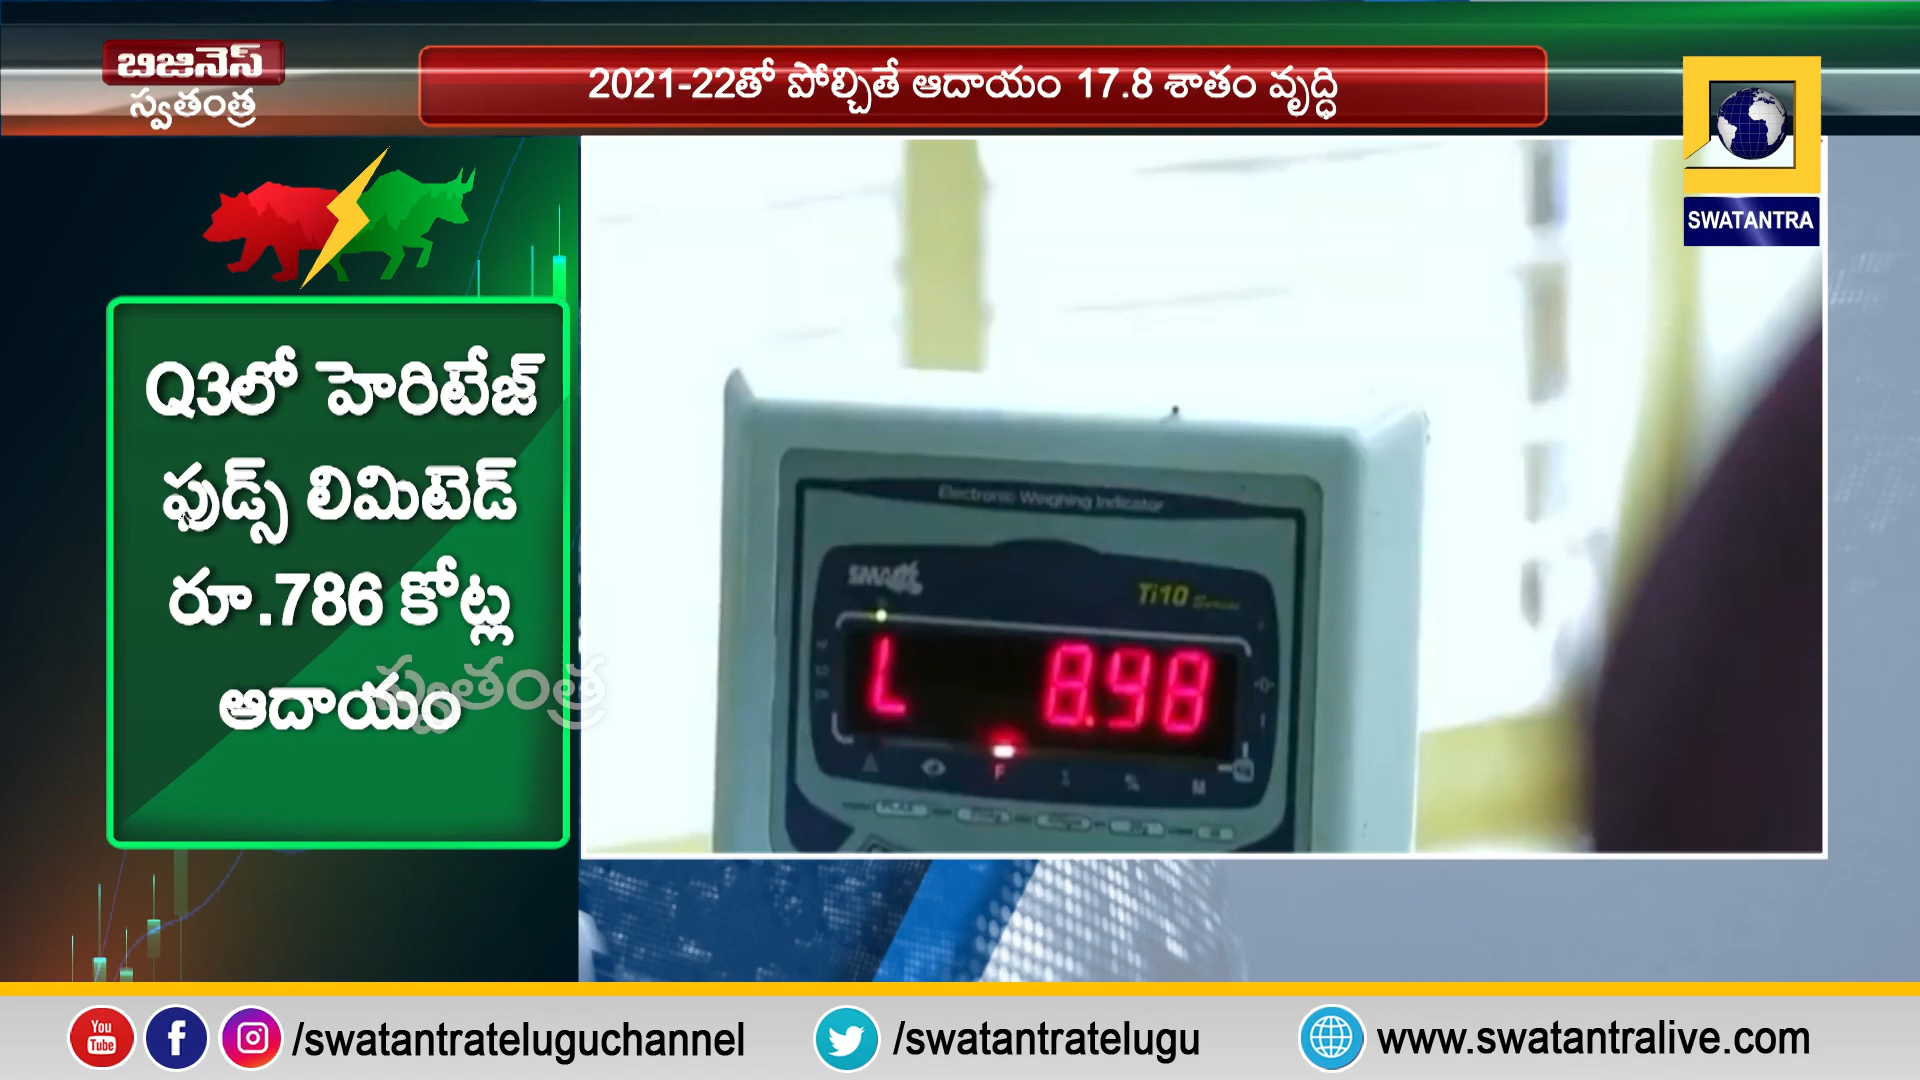 బిజినెస్
స్వతంత్ర
2021-22తో పోల్చితే ఆదాయం 17.8 శాతం వృద్ధి
SWATANTRA
Q3లో హెరిటేజ్
ఫుడ్స్ లిమిటెడ్
రూ.786 కోట్ల
ఆదాయం
స్వతంత్ర
Electronic Weighing Indicator
Ti10 Series
L 8.98
F
%
M
You
Tube
/swatantrateluguchannel
/swatantratelugu
www.swatantralive.com